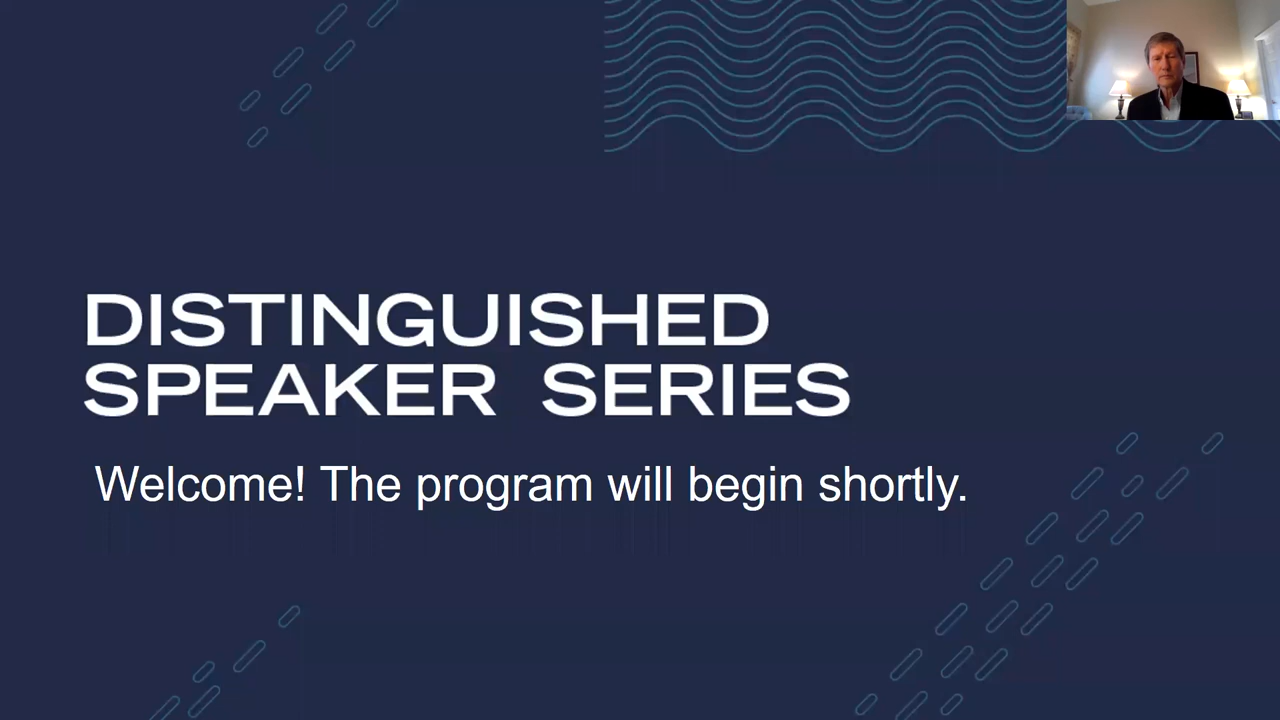 DISTINGUISHED
SPEAKER SERIES
Welcome! The program will begin shortly.